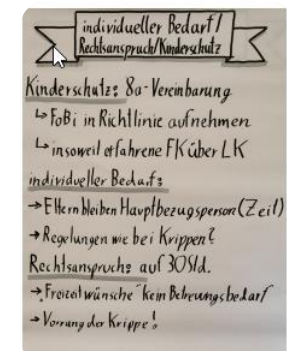 individueller Bedarf/
Rechtsanspruch/Kinderschutz
Kinderschutz: 8a-Vereinbarung
↳ FoBi in Richtlinie aufnehmen
↳ insoweit erfahrene FK über LK
individueller Bedarf:
→ Eltern bleiben Hauptbezugsperson (Zeit)
→ Regelungen wie bei Krippen?
Rechtsanspruch: auf 30 Std.
→ „Freizeitwünsche" kein Betreuungsbedarf
→ Vorrang der Krippe!